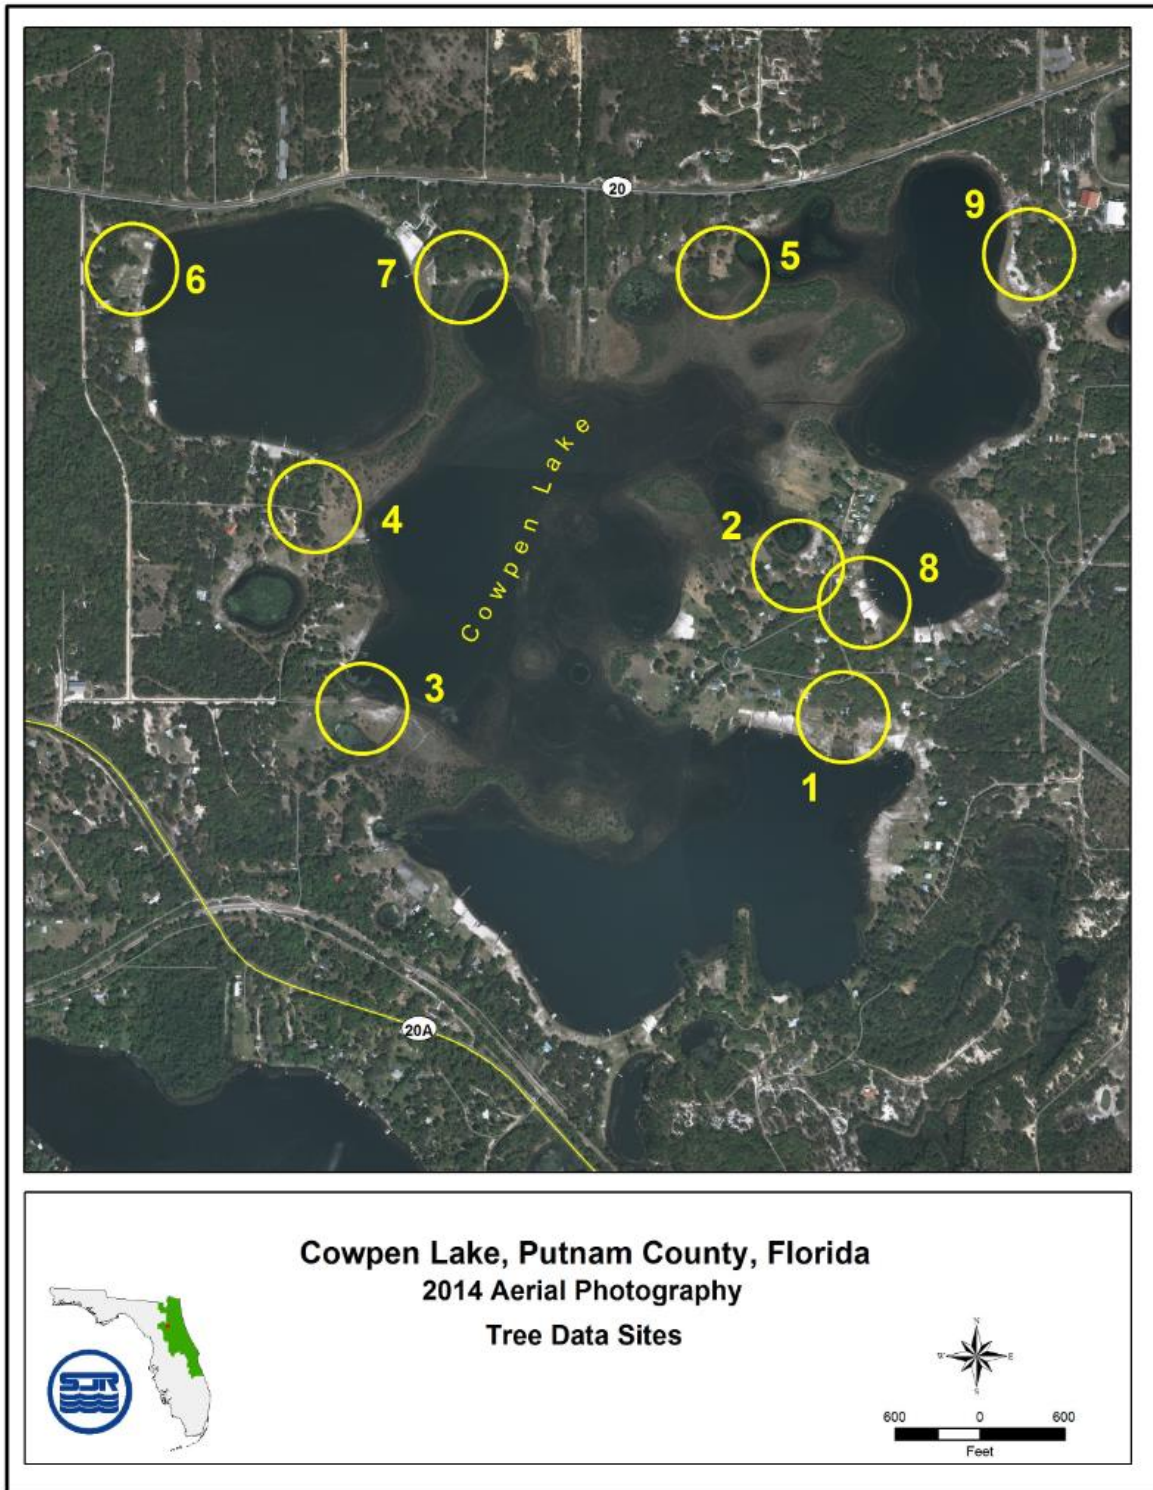 20
9
5
6
7
Cowpen Lake
4
2
8
3
1
20A
Cowpen Lake, Putnam County, Florida
2014 Aerial Photography
Tree Data Sites
SJR
N
W
E
S
600
0
600
Feet